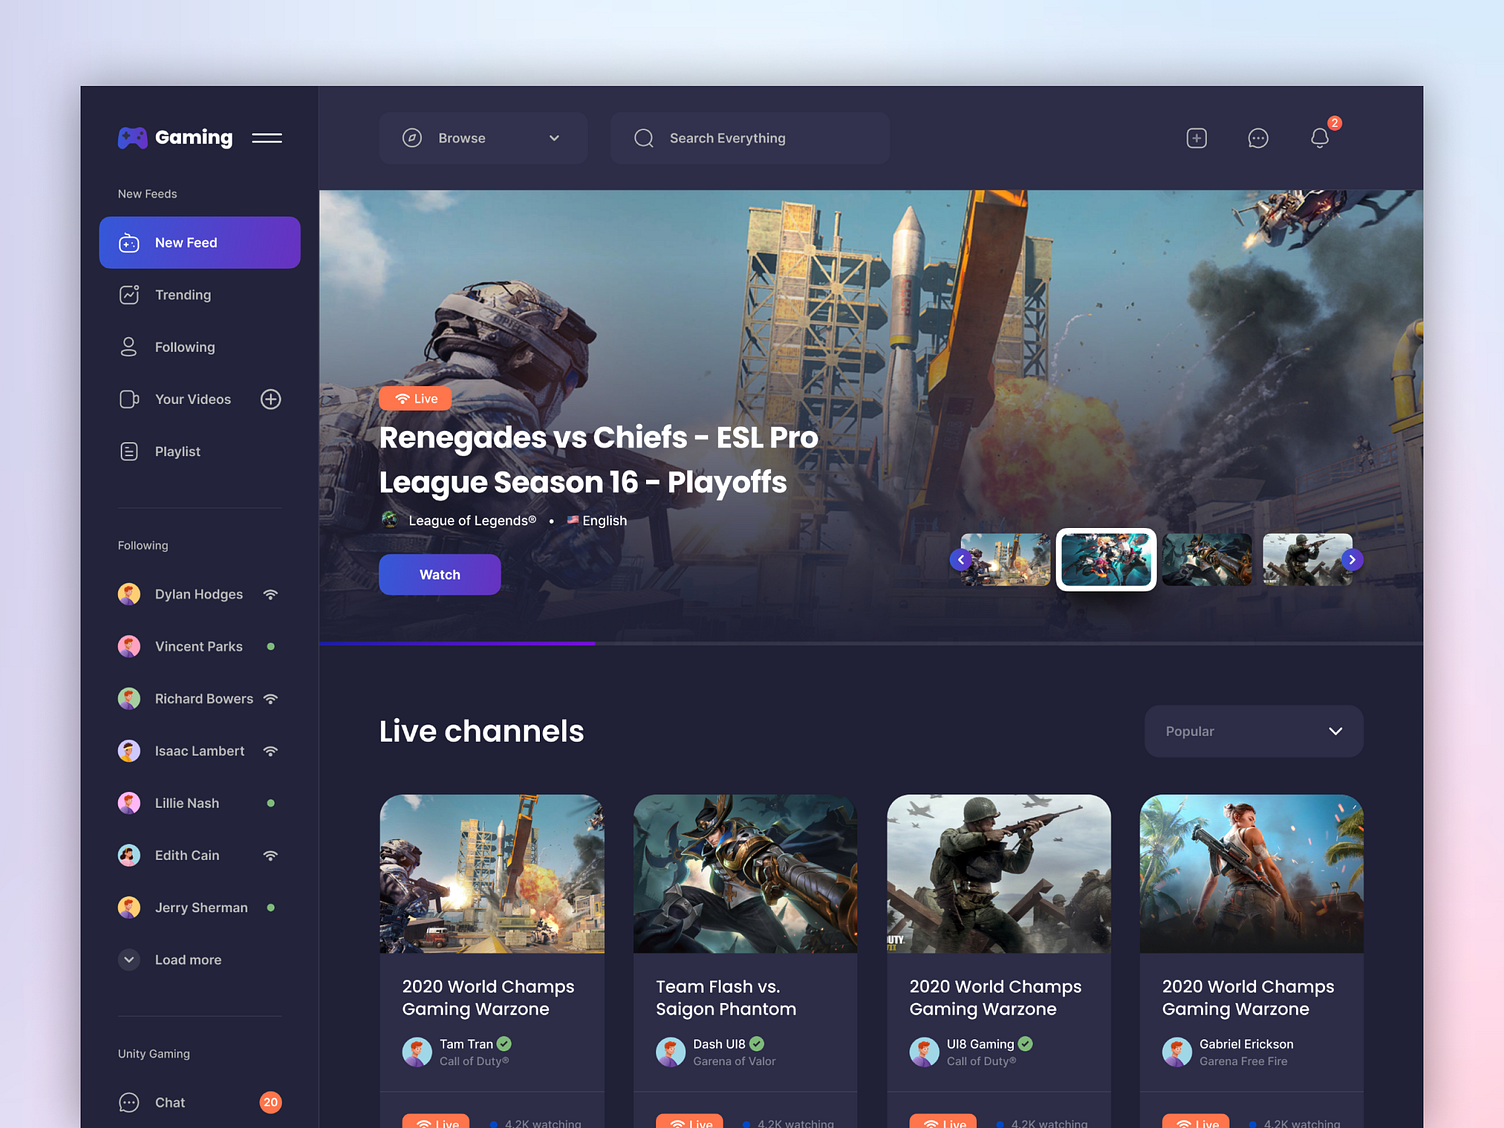 Gaming
New Feeds
New Feed
Trending
Following
Your Videos
Playlist
Following
Dylan Hodges
Vincent Parks
Richard Bowers
Isaac Lambert
Lillie Nash
Edith Cain
Jerry Sherman
Load more
Unity Gaming
Chat
20
Browse
Search Everything
2
Live
Renegades vs Chiefs - ESL Pro
League Season 16 - Playoffs
League of Legends® • English
Watch
Live channels
Popular
2020 World Champs
Gaming Warzone
Tam Tran
Call of Duty®
Live
4.2K watching
Team Flash vs.
Saigon Phantom
Dash UI8
Garena of Valor
Live
4.2K watching
2020 World Champs
Gaming Warzone
UI8 Gaming
Call of Duty®
Live
4.2K watching
2020 World Champs
Gaming Warzone
Gabriel Erickson
Garena Free Fire
Live
4.2K watching